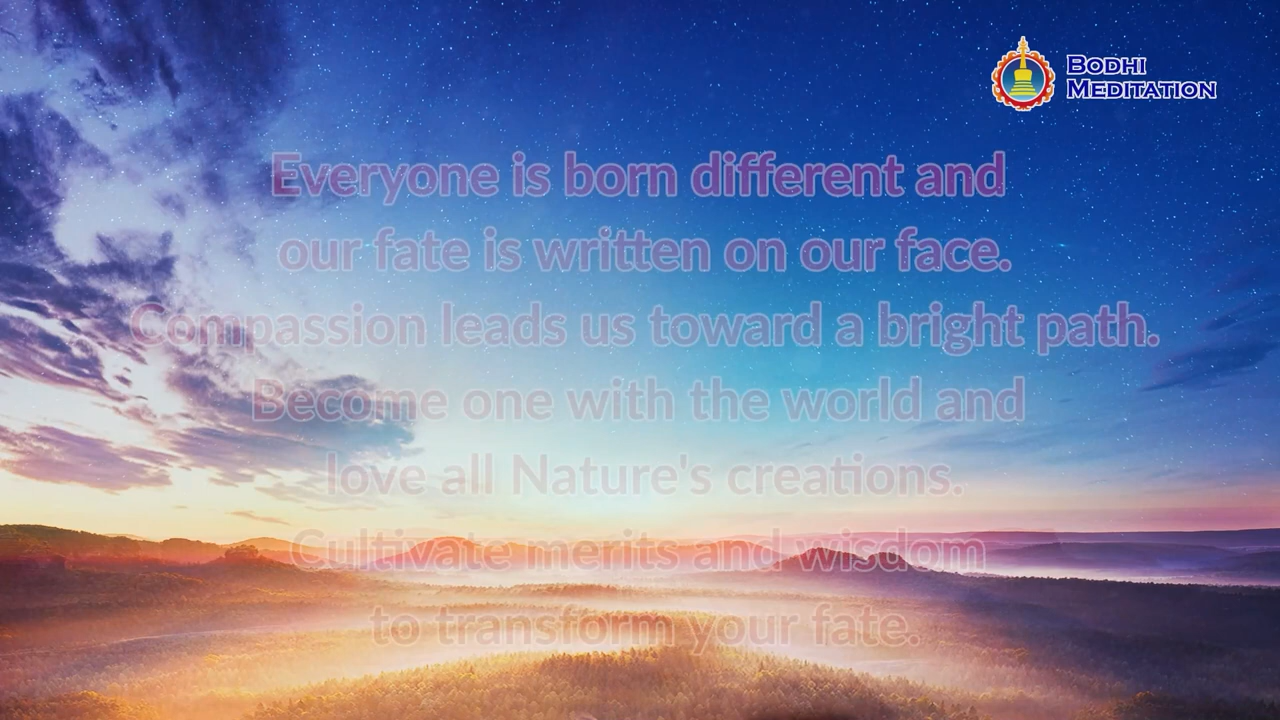 BODHI
MEDITATION
Everyone is born different and
our fate is written on our face.
Compassion leads us toward a bright path.
Become one with the world and
love all Nature's creations.
Cultivate merits and wisdom
to transform your fate.